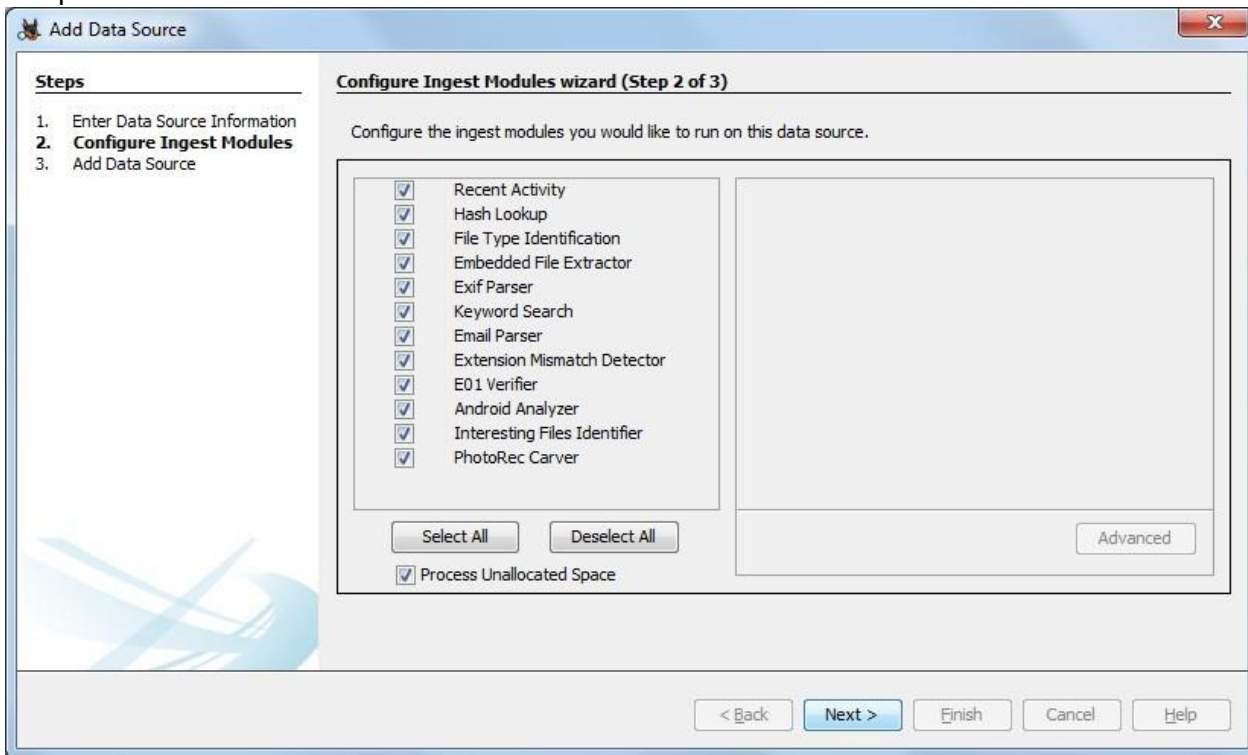 Add Data Source
Steps
1. Enter Data Source Information
2. Configure Ingest Modules
3. Add Data Source
Configure Ingest Modules wizard (Step 2 of 3)
Configure the ingest modules you would like to run on this data source.
Recent Activity
Hash Lookup
File Type Identification
Embedded File Extractor
Exif Parser
Keyword Search
Email Parser
Extension Mismatch Detector
E01 Verifier
Android Analyzer
Interesting Files Identifier
PhotoRec Carver
Select All Deselect All
Advanced
Process Unallocated Space
< Back Next > Finish Cancel Help